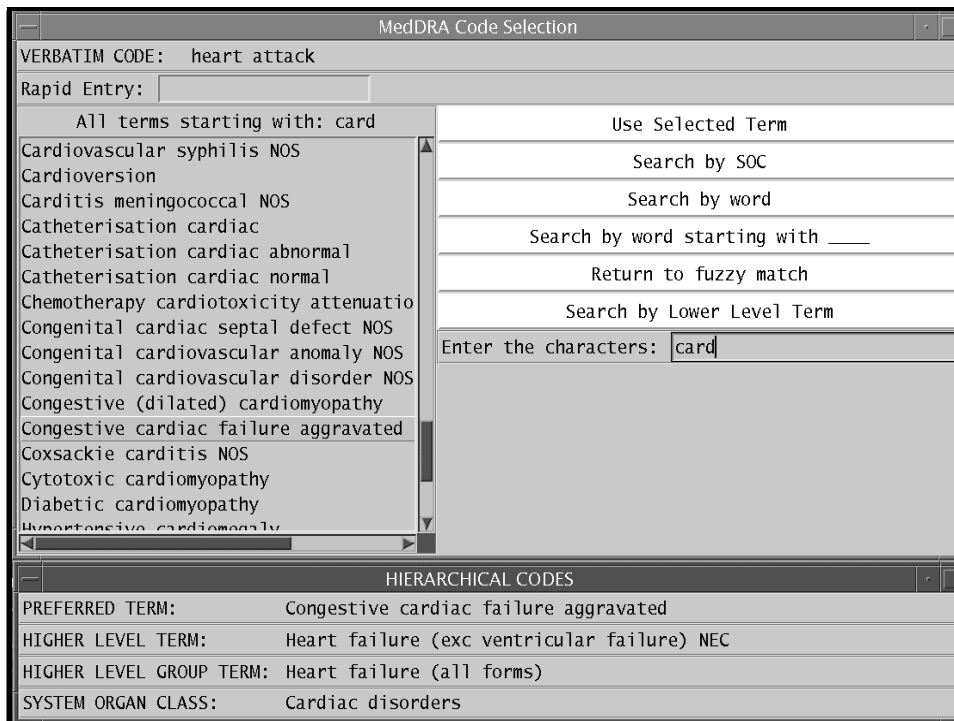 MedDRA Code Selection
VERBATIM CODE: heart attack
Rapid Entry:
All terms starting with: card
Cardiovascular syphilis NOS
Cardioversion
Carditis meningococcal NOS
Catheterisation cardiac
Catheterisation cardiac abnormal
Catheterisation cardiac normal
Chemotherapy cardiotoxicity attenuatio
Congenital cardiac septal defect NOS
Congenital cardiovascular anomaly NOS
Congenital cardiovascular disorder NOS
Congestive (dilated) cardiomyopathy
Congestive cardiac failure aggravated
Coxsackie carditis NOS
Cytotoxic cardiomyopathy
Diabetic cardiomyopathy
Hypertensive cardiomegaly
Use Selected Term
Search by SOC
Search by word
Search by word starting with ____
Return to fuzzy match
Search by Lower Level Term
Enter the characters: card
HIERARCHICAL CODES
PREFERRED TERM: Congestive cardiac failure aggravated
HIGHER LEVEL TERM: Heart failure (exc ventricular failure) NEC
HIGHER LEVEL GROUP TERM: Heart failure (all forms)
SYSTEM ORGAN CLASS: Cardiac disorders